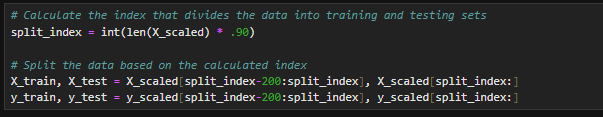 # Calculate the index that divides the data into training and testing sets
split_index = int(len(X_scaled) * .90)
# Split the data based on the calculated index
X_train, X_test = X_scaled[split_index-200:split_index], X_scaled[split_index:]
y_train, y_test = y_scaled[split_index-200:split_index], y_scaled[split_index:]